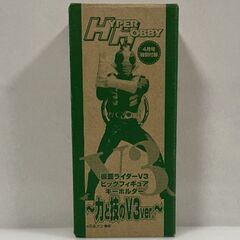 HYPER HOBBY
4月号
特別付録
V3
仮面ライダーV3
ビッグフィギュア
キーホルダー
〜力と技のV3ver.〜